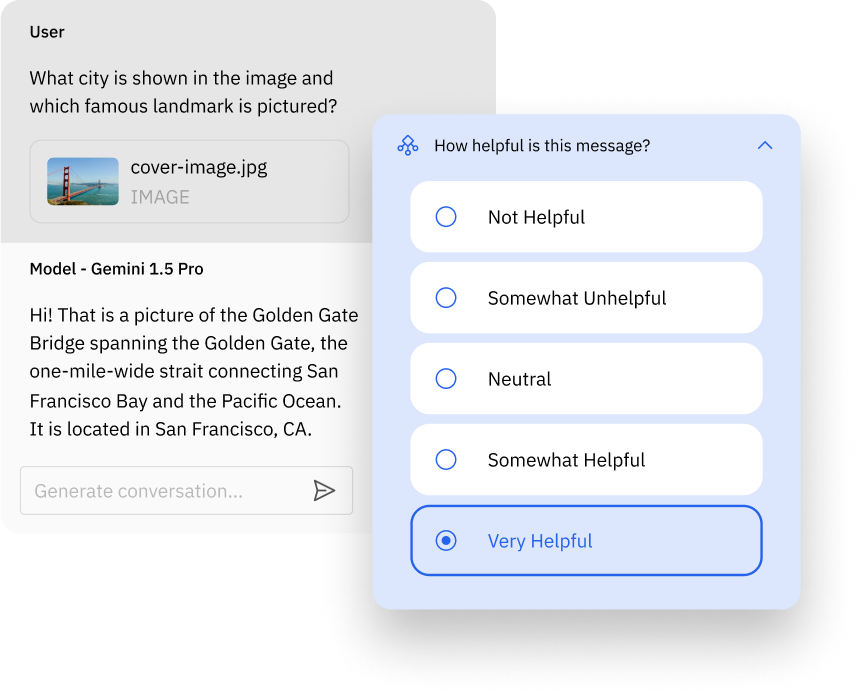 User
What city is shown in the image and
which famous landmark is pictured?
cover-image.jpg
IMAGE
Model - Gemini 1.5 Pro
Hi! That is a picture of the Golden Gate
Bridge spanning the Golden Gate, the
one-mile-wide strait connecting San
Francisco Bay and the Pacific Ocean.
It is located in San Francisco, CA.
Generate conversation...
How helpful is this message?
Not Helpful
Somewhat Unhelpful
Neutral
Somewhat Helpful
Very Helpful